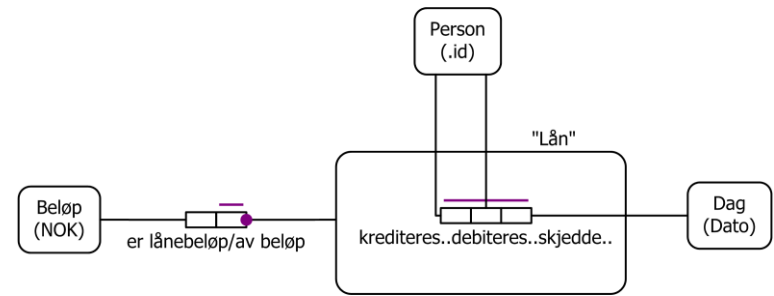 Person
(.id)
"Lån"
Beløp
(NOK)
er lånebeløp/av beløp
krediteres..debiteres..skjedde..
Dag
(Dato)